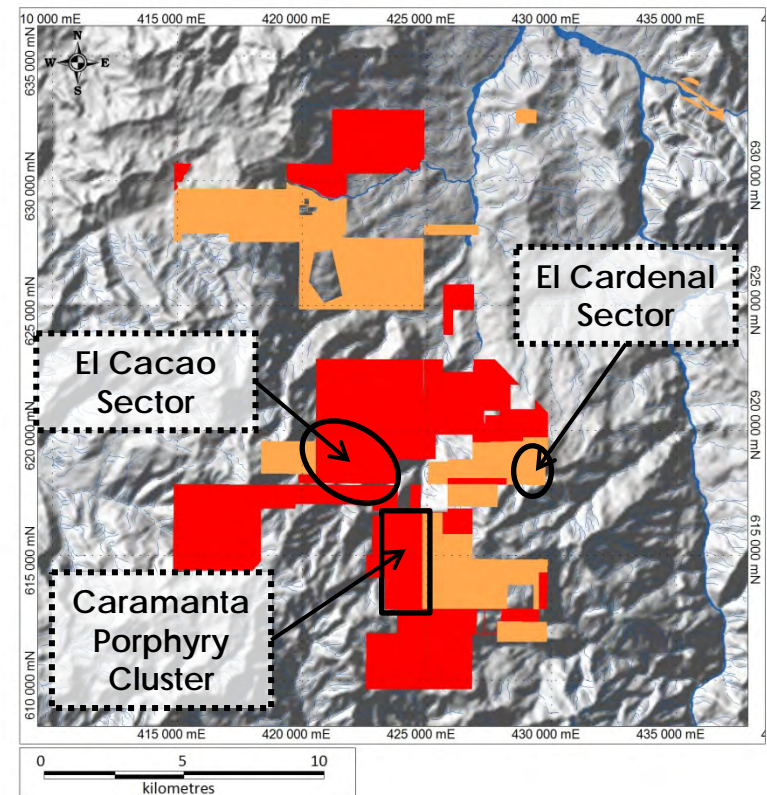 10 000 mE 415 000 mE 420 000 mE 425 000 mE 430 000 mE 435 000 mE 4
635 000 mN
N
W E
S
630 000 mN
630 000 mN
625 000 mN
625 000 mN
El Cardenal
Sector
El Cacao
Sector
620 000 mN
620 000 mN
615 000 mN
615 000 mN
Caramanta
Porphyry
Cluster
610 000 mN
610 000 mN
415 000 mE 420 000 mE 425 000 mE 430 000 mE 435 000 mE 4
0 5 10
kilometres